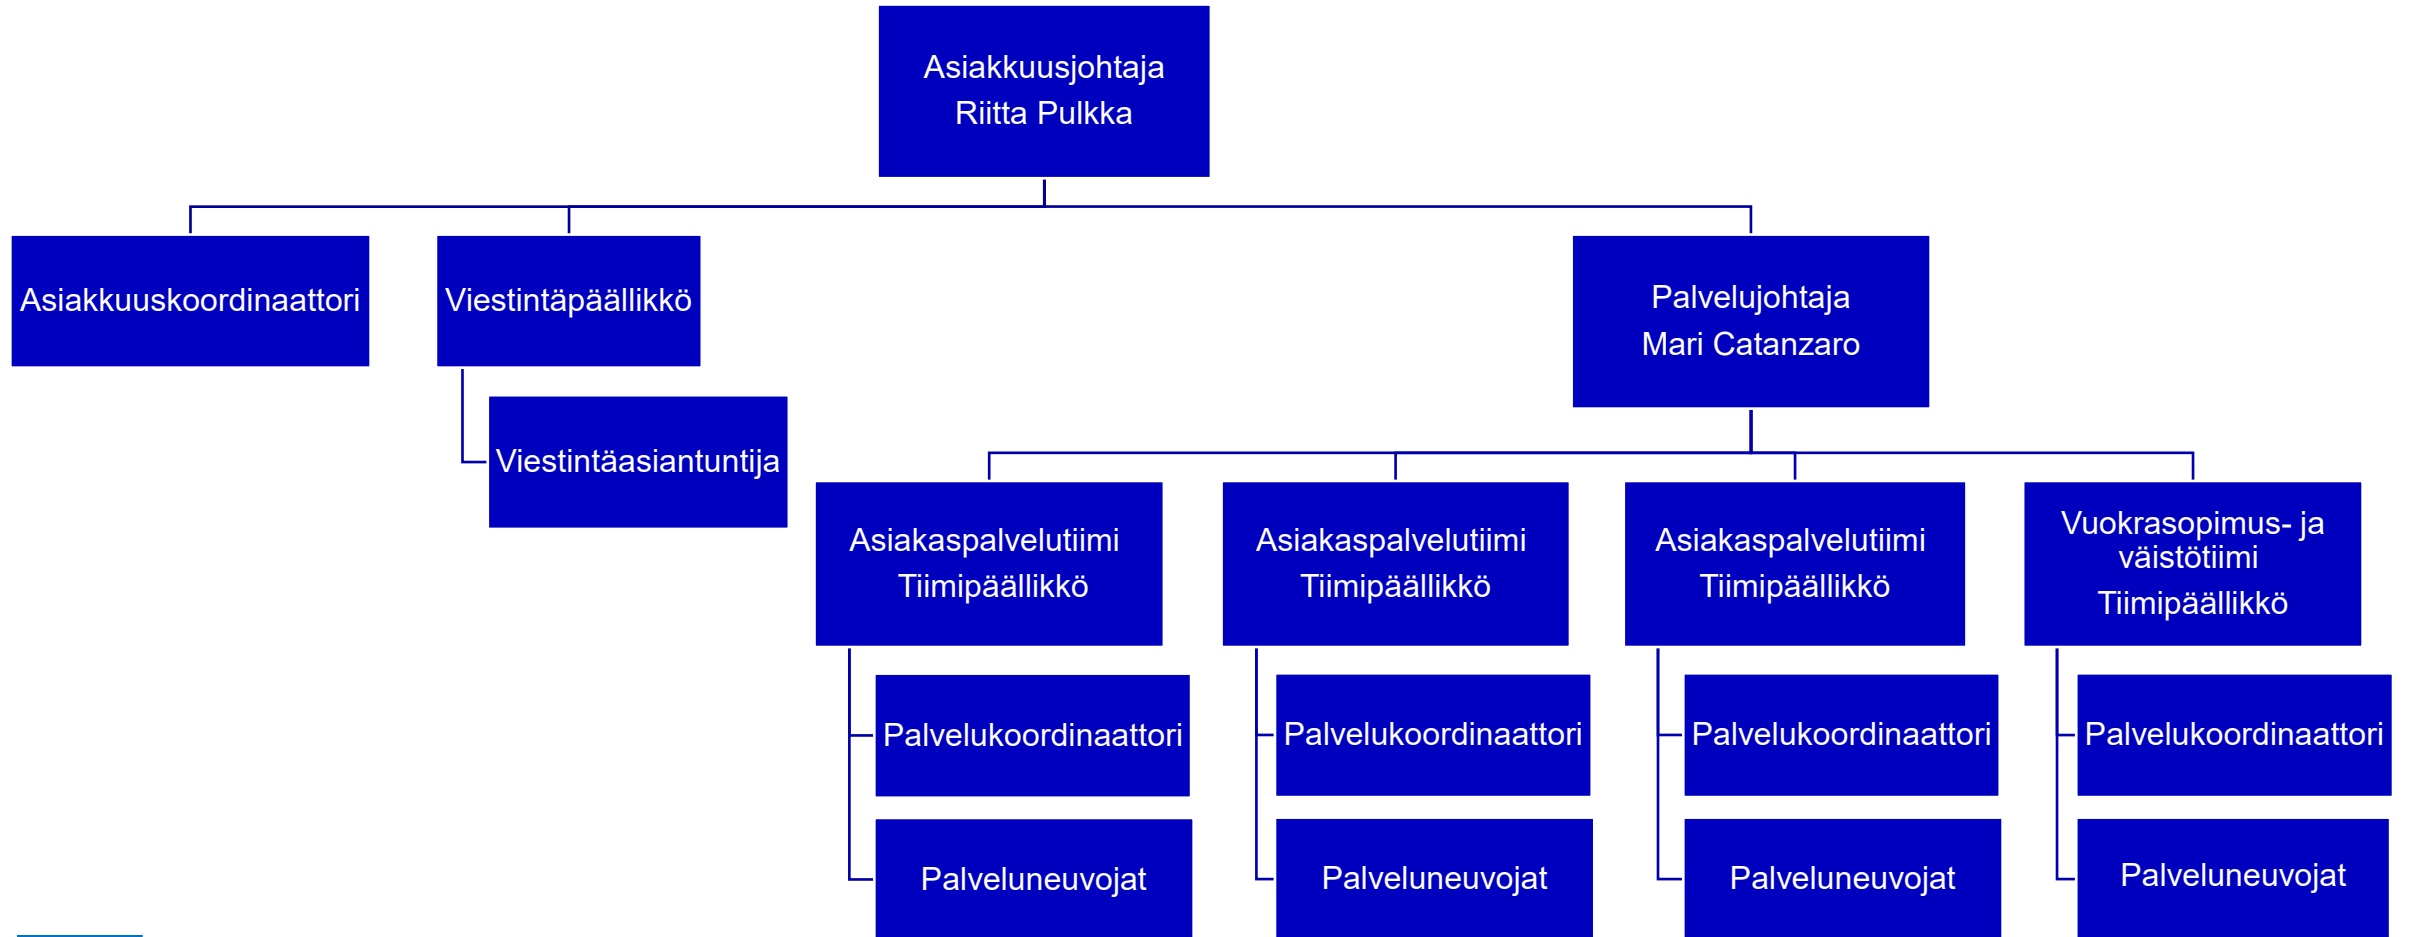 Asiakkuusjohtaja
Riitta Pulkka
Asiakkuuskoordinaattori
Viestintäpäällikkö
Palvelujohtaja
Mari Catanzaro
Viestintäasiantuntija
Asiakaspalvelutiimi
Tiimipäällikkö
Asiakaspalvelutiimi
Tiimipäällikkö
Asiakaspalvelutiimi
Tiimipäällikkö
Vuokrasopimus- ja
väistötiimi
Tiimipäällikkö
Palvelukoordinaattori
Palvelukoordinaattori
Palvelukoordinaattori
Palvelukoordinaattori
Palveluneuvojat
Palveluneuvojat
Palveluneuvojat
Palveluneuvojat